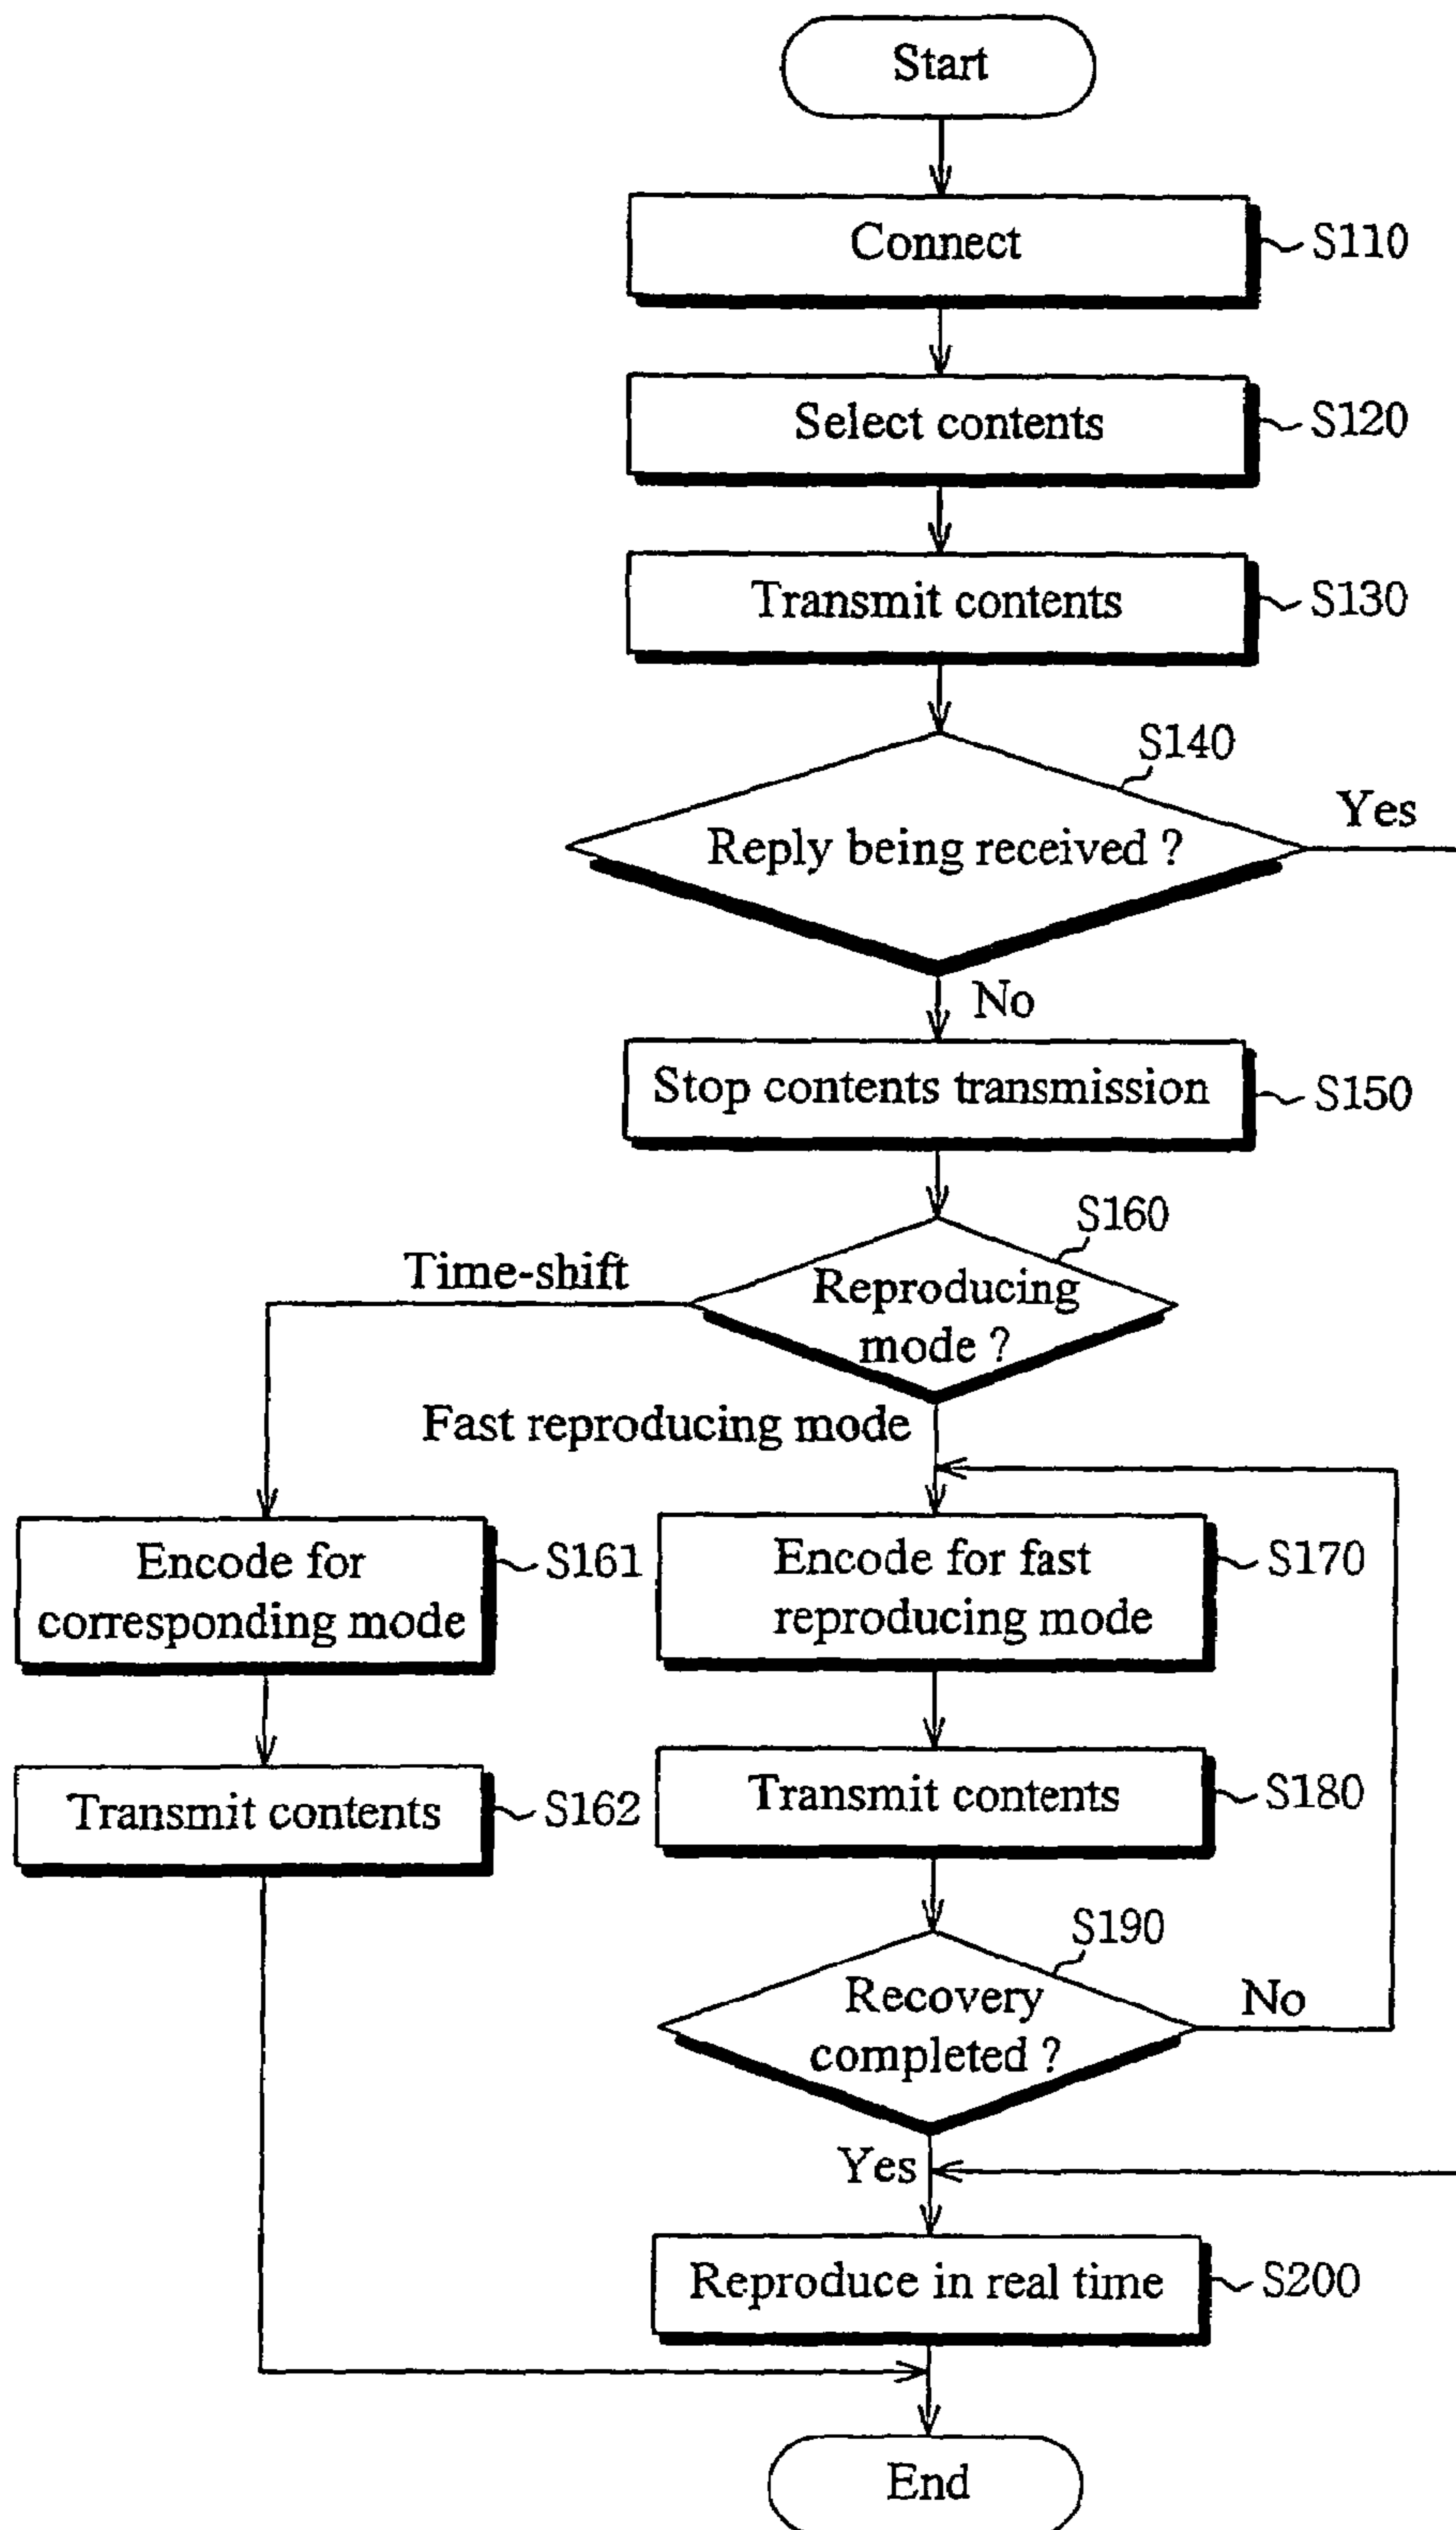 Start
Connect
S110
Select contents
S120
Transmit contents
S130
S140
Reply being received ?
Yes
No
Stop contents transmission
S150
S160
Time-shift
Reproducing
mode ?
Fast reproducing mode
Encode for
corresponding mode
S161
Encode for fast
reproducing mode
S170
Transmit contents
S162
Transmit contents
S180
S190
Recovery
completed ?
No
Yes
Reproduce in real time
S200
End